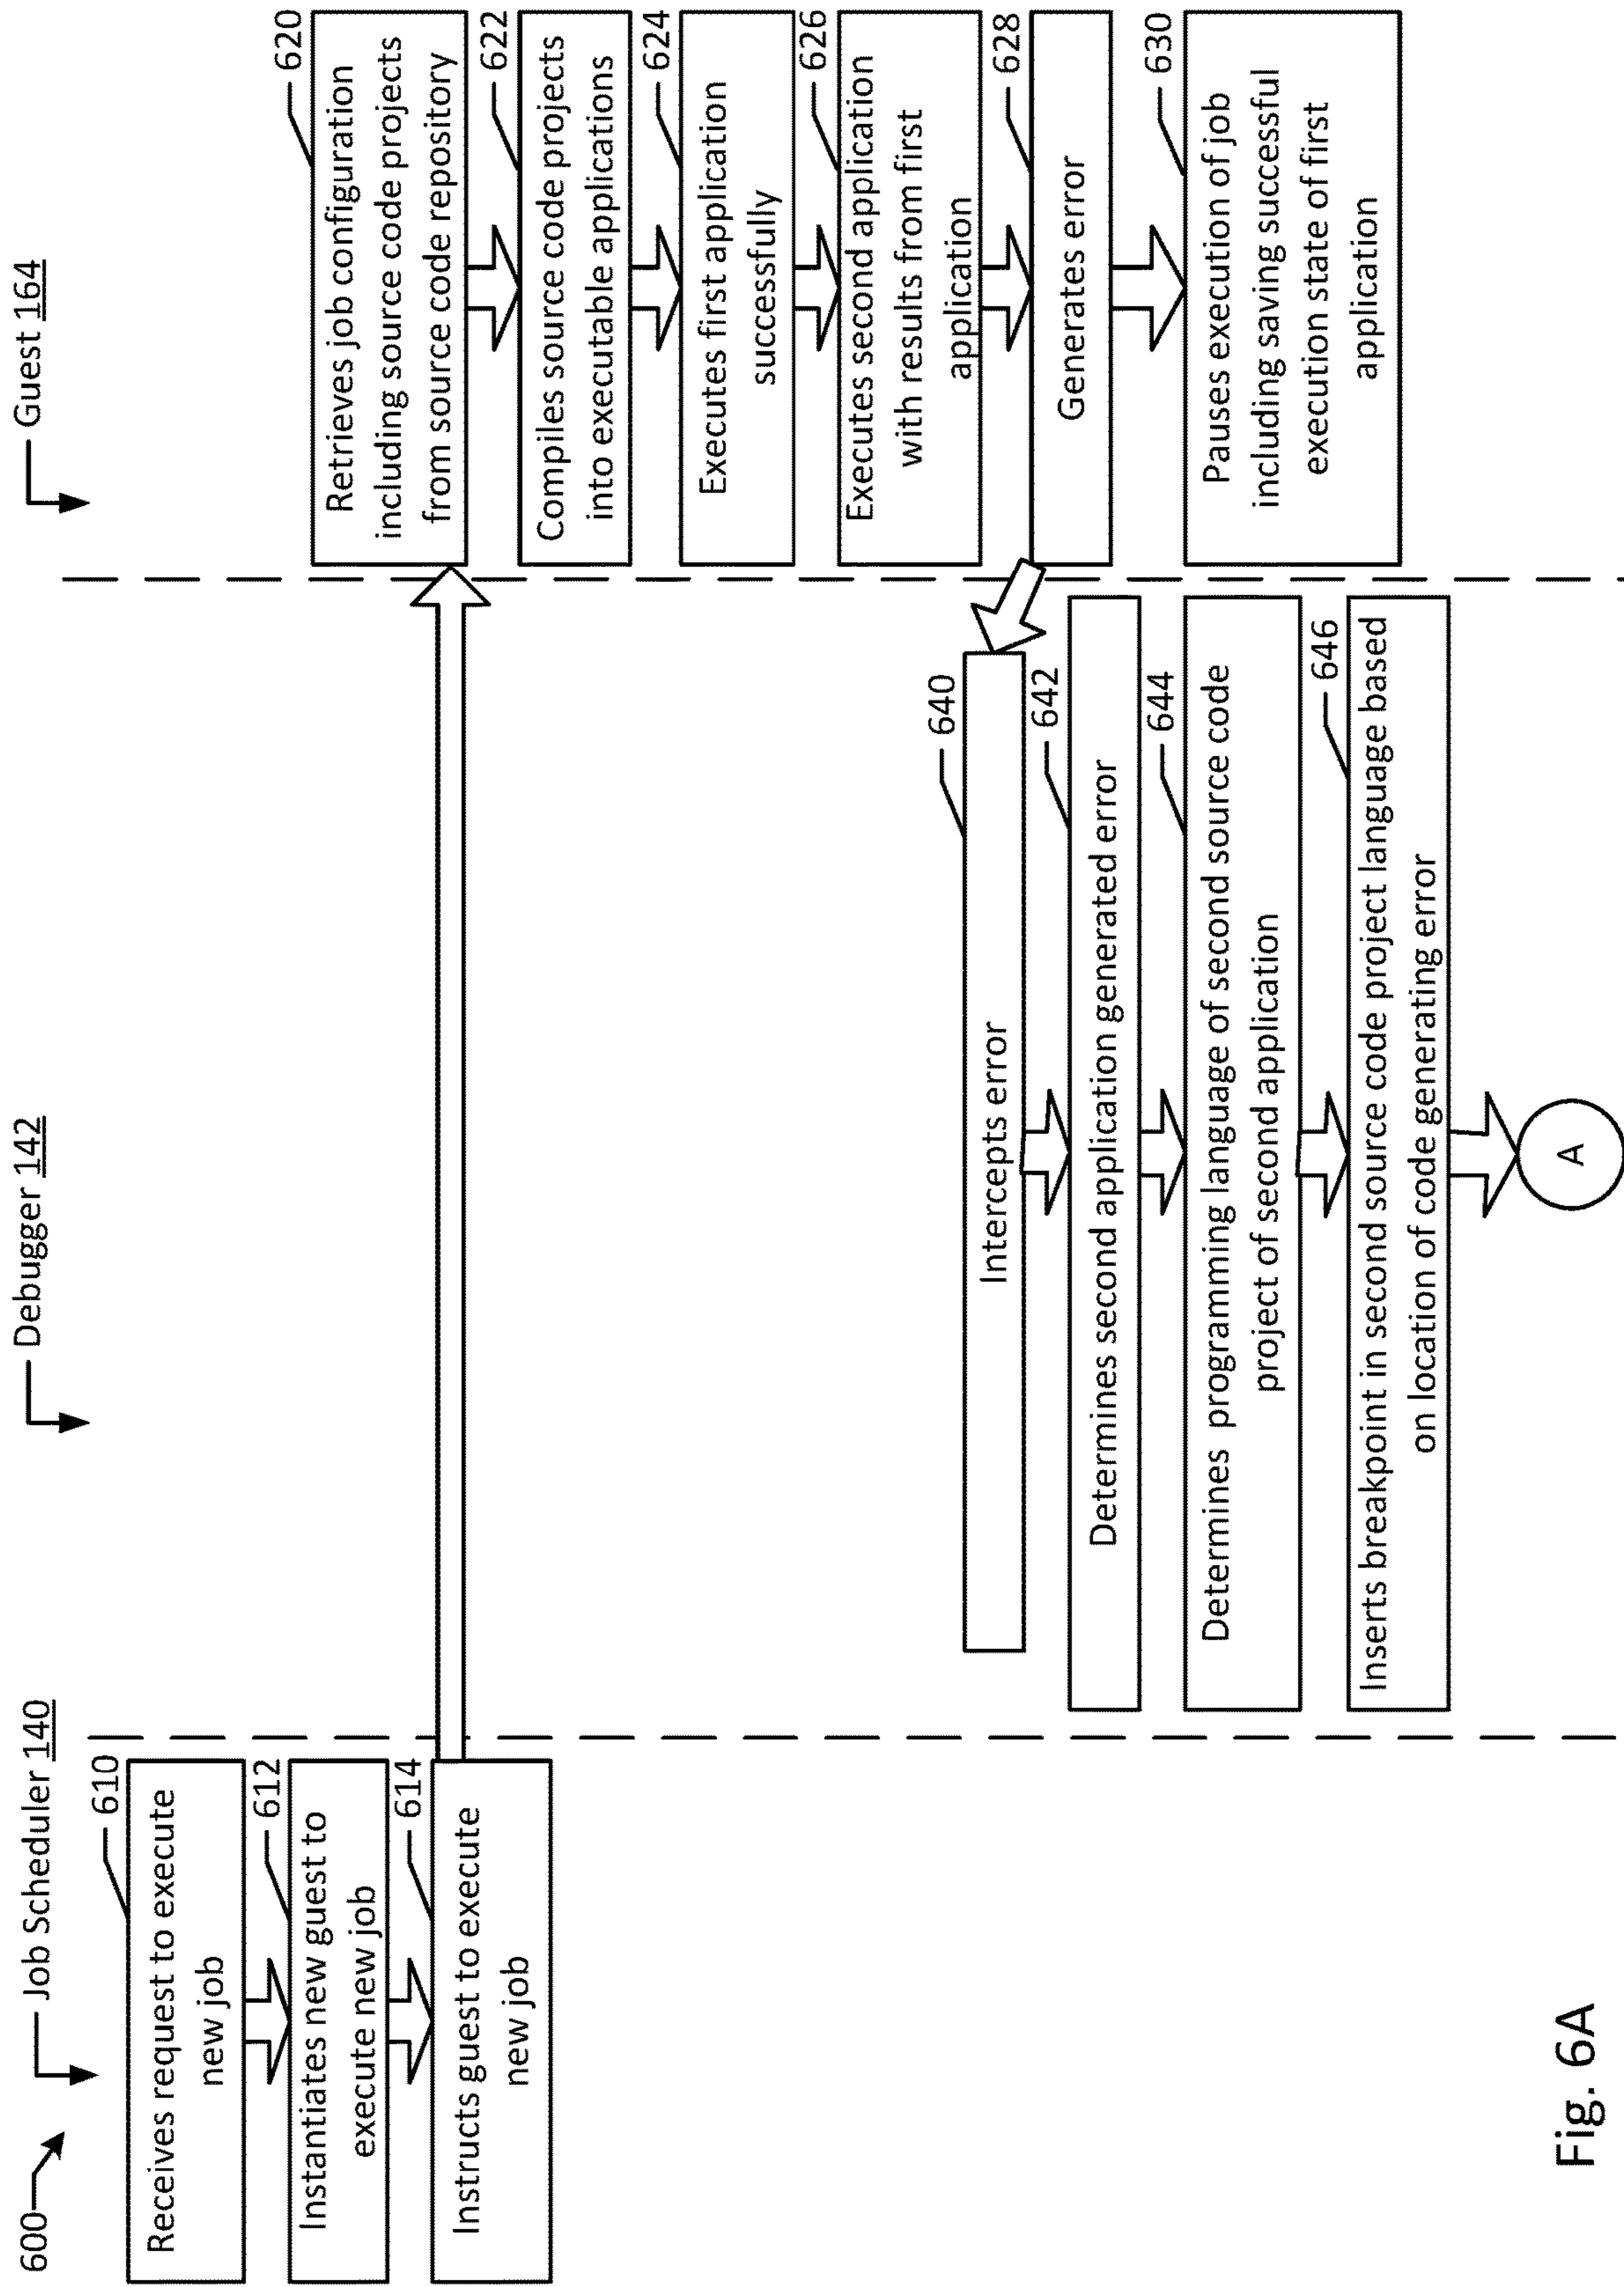 600
Job Scheduler 140
Debugger 142
Guest 164
610
Receives request to execute
new job
612
Instantiates new guest to
execute new job
614
Instructs guest to execute
new job
620
Retrieves job configuration
including source code projects
from source code repository
622
Compiles source code projects
into executable applications
624
Executes first application
successfully
626
Executes second application
with results from first
application
628
Generates error
630
Pauses execution of job
including saving successful
execution state of first
application
640
Intercepts error
642
Determines second application generated error
644
Determines programming language of second source code
project of second application
646
Inserts breakpoint in second source code project language based
on location of code generating error
A
Fig. 6A